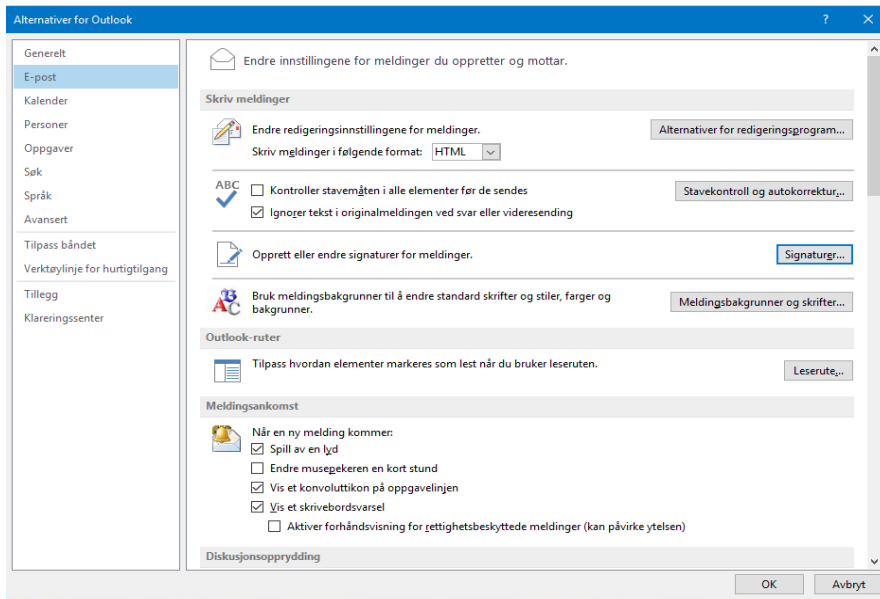 Alternativer for Outlook
?
Generelt
E-post
Kalender
Personer
Oppgaver
Søk
Språk
Avansert
Tilpass båndet
Verktøylinje for hurtigtilgang
Tillegg
Klareringssenter
Endre innstillingene for meldinger du oppretter og mottar.
Skriv meldinger
Endre redigeringsinnstillingene for meldinger.
Alternativer for redigeringsprogram...
Skriv meldinger i følgende format: HTML
ABC
Kontroller stavemåten i alle elementer før de sendes
Stavekontroll og autokorrektur...
Ignorer tekst i originalmeldingen ved svar eller videresending
Opprett eller endre signaturer for meldinger.
Signaturer...
Bruk meldingsbakgrunner til å endre standard skrifter og stiler, farger og
bakgrunner.
Meldingsbakgrunner og skrifter...
Outlook-ruter
Tilpass hvordan elementer markeres som lest når du bruker leseruten.
Leserute...
Meldingsankomst
Når en ny melding kommer:
Spill av en lyd
Endre musepekeren en kort stund
Vis et konvoluttikon på oppgavelinjen
Vis et skrivebordsvarsel
Aktiver forhåndsvisning for rettighetsbeskyttede meldinger (kan påvirke ytelsen)
Diskusjonsopprydding
OK
Avbryt